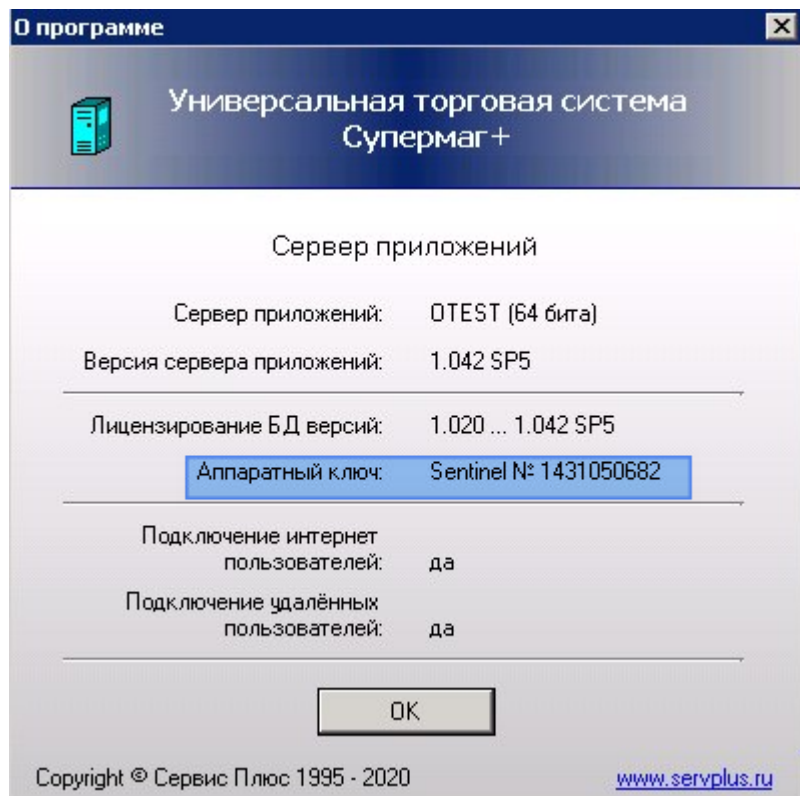 О программе
Универсальная торговая система
Супермаг+
Сервер приложений
Сервер приложений: OTEST (64 бита)
Версия сервера приложений: 1.042 SP5
Лицензирование БД версий: 1.020 ... 1.042 SP5
Аппаратный ключ: Sentinel № 1431050682
Подключение интернет
пользователей: да
Подключение удалённых
пользователей: да
OK
Copyright © Сервис Плюс 1995 - 2020 www.servplus.ru